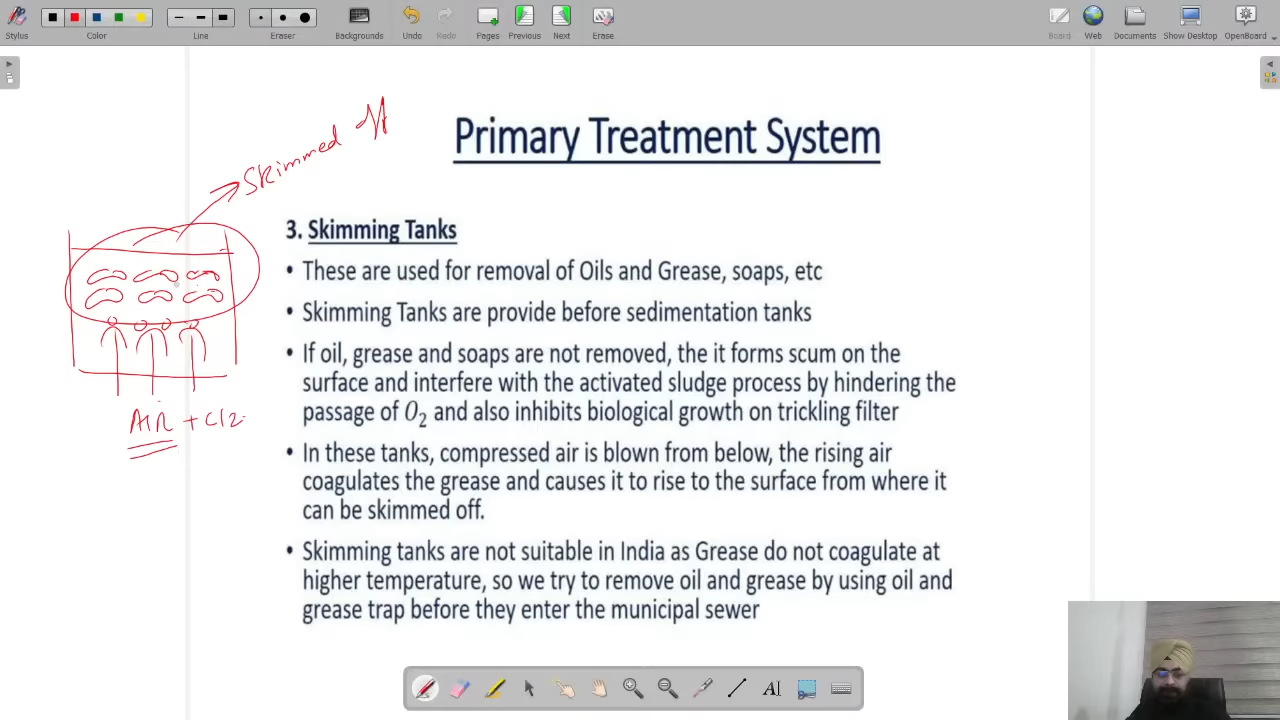 Stylus
Color
Line
Eraser
Backgrounds
Undo
Redo
Pages
Previous
Next
Erase
Board
Web
Documents
Show Desktop
OpenBoard
Skimmed off
Primary Treatment System
3. Skimming Tanks
• These are used for removal of Oils and Grease, soaps, etc
• Skimming Tanks are provide before sedimentation tanks
• If oil, grease and soaps are not removed, the it forms scum on the
surface and interfere with the activated sludge process by hindering the
passage of O₂ and also inhibits biological growth on trickling filter
AIR + Cl2
• In these tanks, compressed air is blown from below, the rising air
coagulates the grease and causes it to rise to the surface from where it
can be skimmed off.
• Skimming tanks are not suitable in India as Grease do not coagulate at
higher temperature, so we try to remove oil and grease by using oil and
grease trap before they enter the municipal sewer